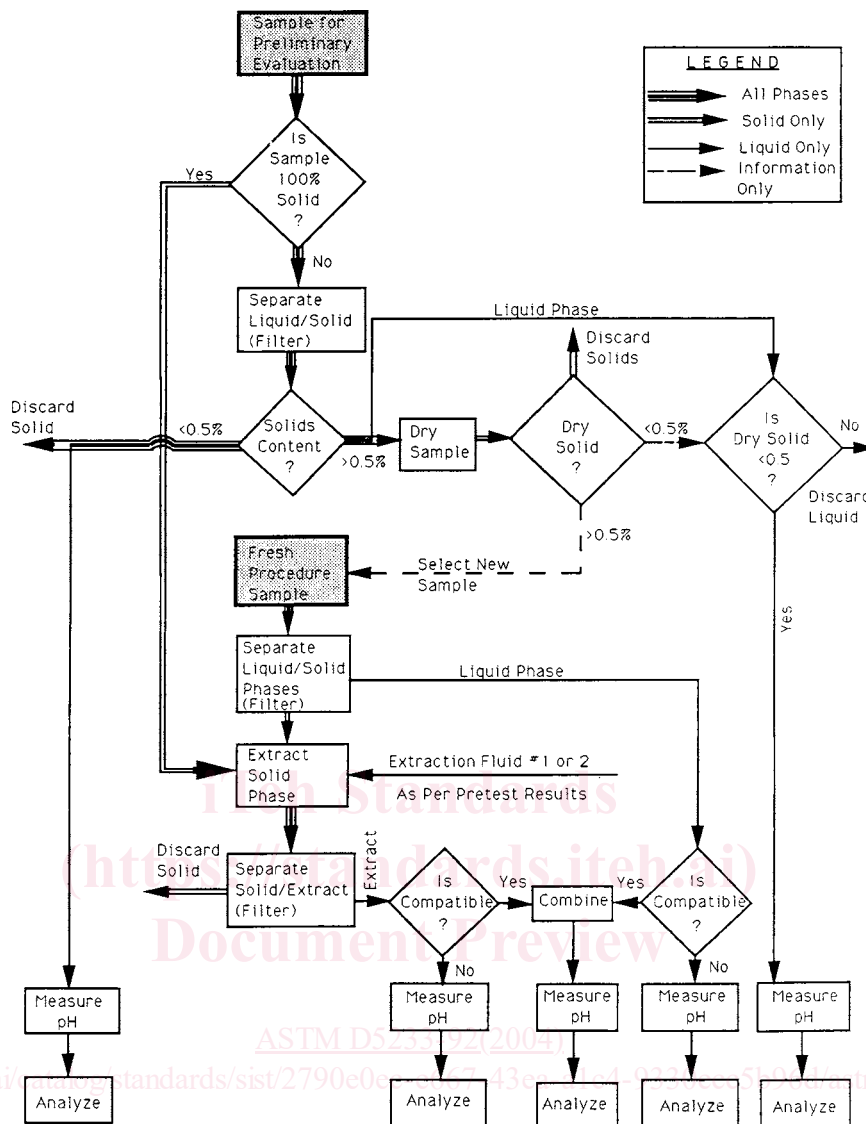 Sample for
Preliminary
Evaluation
LEGEND
All Phases
Solid Only
Liquid Only
Information
Only
Is
Sample
100%
Solid
?
Yes
No
Separate
Liquid/Solid
(Filter)
Liquid Phase
Discard
Solids
Discard
Solid
<0.5%
Solids
Content
?
>0.5%
Dry
Sample
Dry
Solid
?
<0.5%
Is
Dry Solid
<0.5
?
No
Discard
Liquid
>0.5%
Fresh
Procedure
Sample
Select New
Sample
Yes
Separate
Liquid/Solid
Phases
(Filter)
Liquid Phase
Extract
Solid
Phase
Extraction Fluid #1 or 2
As Per Pretest Results
iTeh Standards
(https://standards.iteh.ai)
Document Preview
Discard
Solid
Separate
Solid/Extract
(Filter)
Extract
Is
Compatible
?
Yes
Combine
Yes
Is
Compatible
?
No
No
Measure
pH
Measure
pH
Measure
pH
Measure
pH
Measure
pH
ASTM D5233-92(2004)
Analyze
Analyze
Analyze
Analyze
Analyze